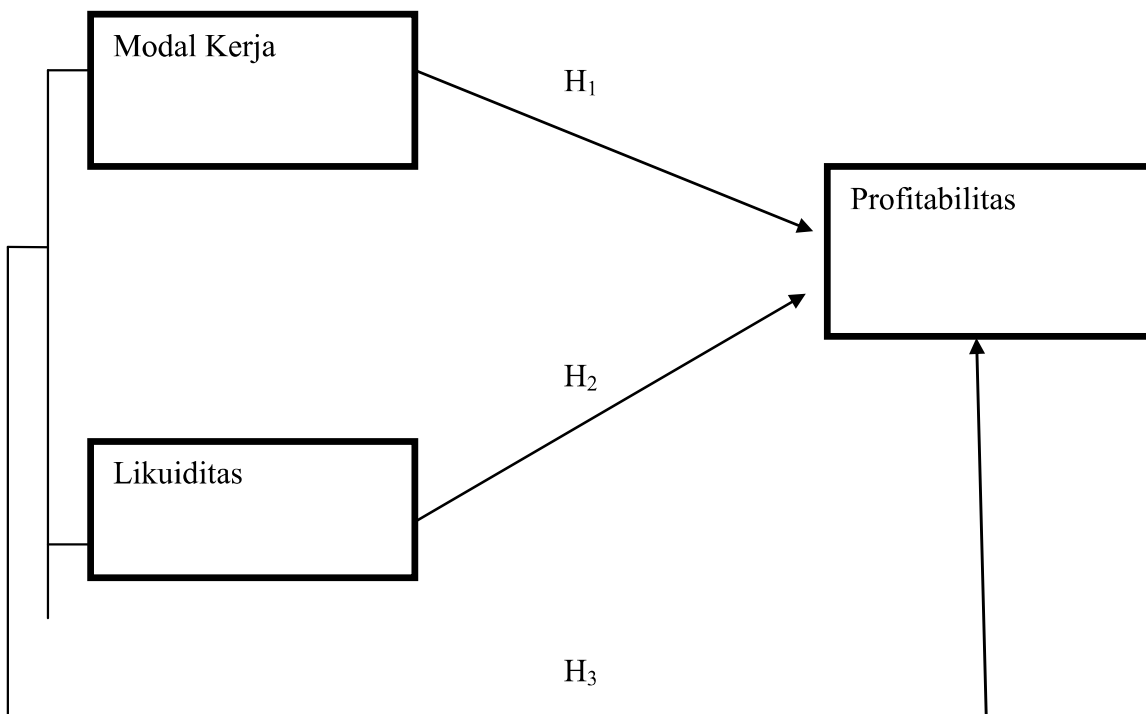 Modal Kerja
H₁
Profitabilitas
H₂
Likuiditas
H₃